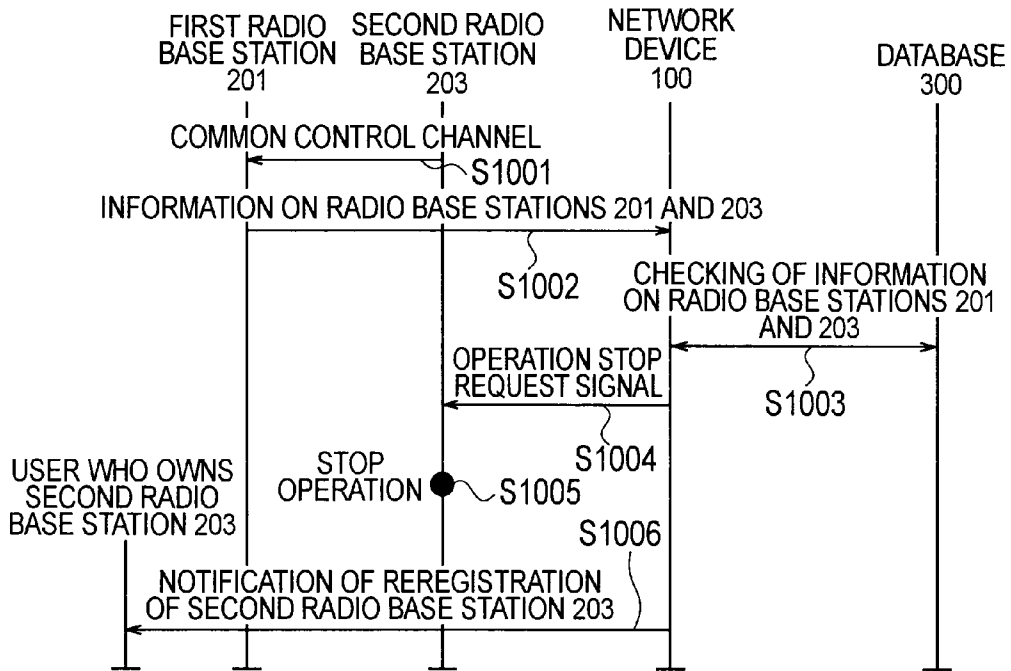 FIRST RADIO
BASE STATION
201
SECOND RADIO
BASE STATION
203
NETWORK
DEVICE
100
DATABASE
300
COMMON CONTROL CHANNEL
S1001
INFORMATION ON RADIO BASE STATIONS 201 AND 203
S1002
CHECKING OF INFORMATION
ON RADIO BASE STATIONS 201
AND 203
S1003
OPERATION STOP
REQUEST SIGNAL
S1004
STOP
OPERATION
S1005
USER WHO OWNS
SECOND RADIO
BASE STATION 203
S1006
NOTIFICATION OF REREGISTRATION
OF SECOND RADIO BASE STATION 203